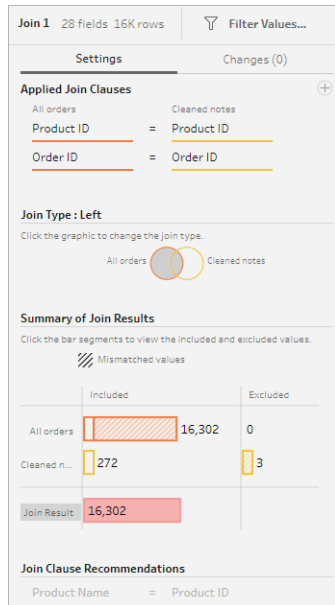 Join 1 28 fields 16K rows Filter Values...
Settings Changes (0)
Applied Join Clauses
All orders Cleaned notes
Product ID = Product ID
Order ID = Order ID
Join Type : Left
Click the graphic to change the join type.
All orders Cleaned notes
Summary of Join Results
Click the bar segments to view the included and excluded values.
Mismatched values
Included Excluded
All orders 16,302 0
Cleaned n... 272 3
Join Result 16,302
Join Clause Recommendations
Product Name = Product ID